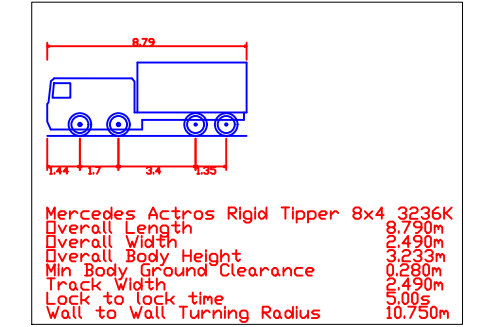 8.79
1.44 1.7 3.4 1.35
Mercedes Actros Rigid Tipper 8x4 3236K
Overall Length 8.790m
Overall Width 2.490m
Overall Body Height 3.233m
Min Body Ground Clearance 0.280m
Track Width 2.490m
Lock to lock time 5.00s
Wall to Wall Turning Radius 10.750m